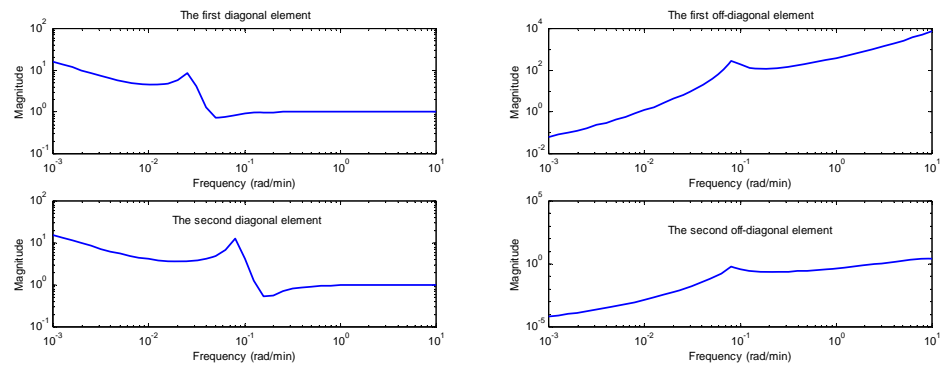 The first diagonal element
10^2
10^1
10^0
10^-1
Magnitude
10^-3 10^-2 10^-1 10^0 10^1
Frequency (rad/min)
The first off-diagonal element
10^4
10^2
10^0
10^-2
Magnitude
10^-3 10^-2 10^-1 10^0 10^1
Frequency (rad/min)
The second diagonal element
10^2
10^1
10^0
10^-1
Magnitude
10^-3 10^-2 10^-1 10^0 10^1
Frequency (rad/min)
The second off-diagonal element
10^5
10^0
10^-5
Magnitude
10^-3 10^-2 10^-1 10^0 10^1
Frequency (rad/min)